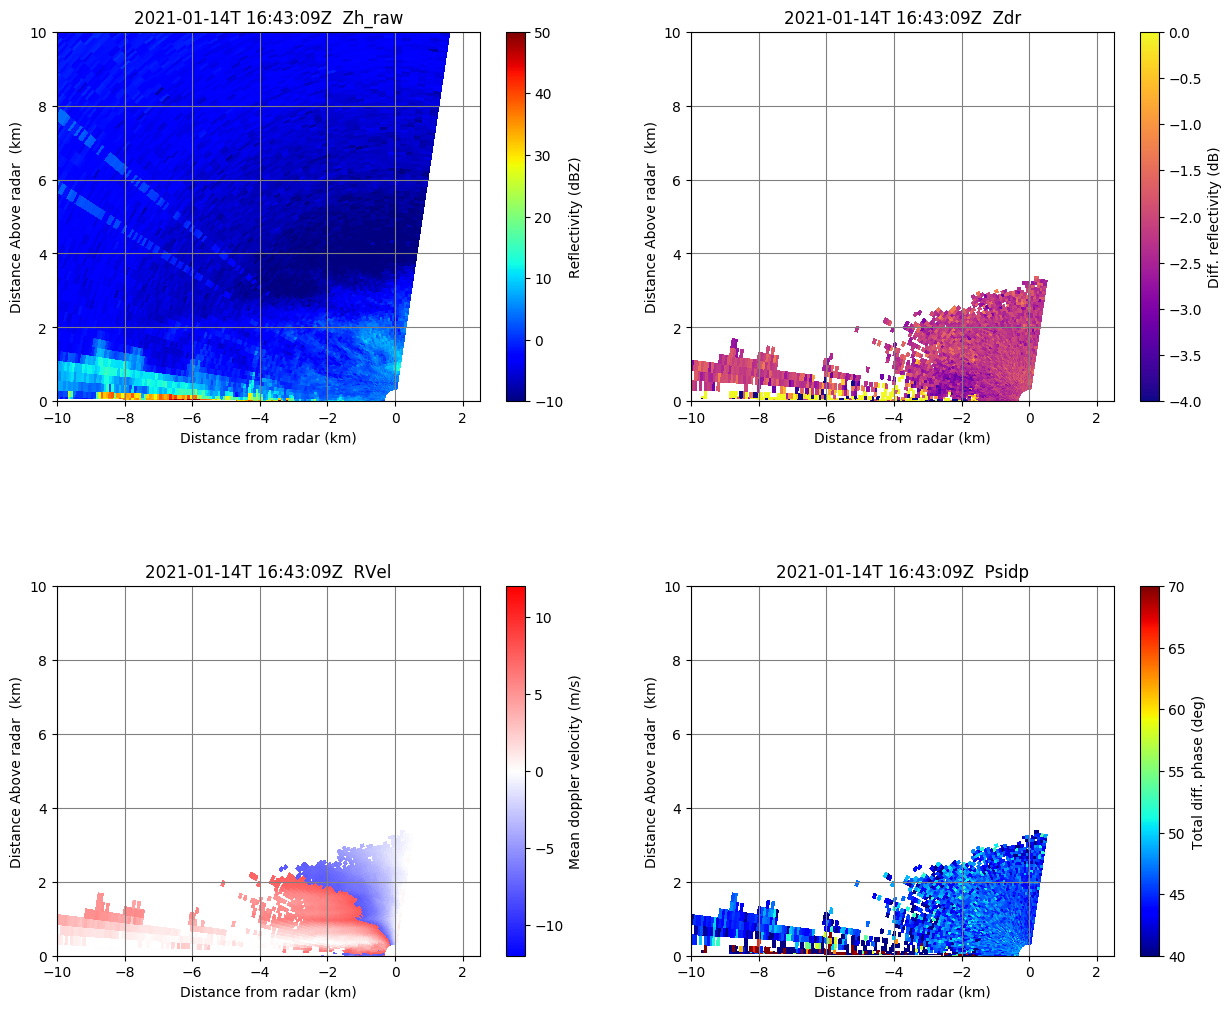 2021-01-14T 16:43:09Z  Zh_raw
10
8
6
4
2
0
Distance Above radar  (km)
−10 −8 −6 −4 −2 0 2
Distance from radar (km)
50
40
30
20
10
0
−10
Reflectivity (dBZ)
2021-01-14T 16:43:09Z  Zdr
10
8
6
4
2
0
Distance Above radar  (km)
−10 −8 −6 −4 −2 0 2
Distance from radar (km)
0.0
−0.5
−1.0
−1.5
−2.0
−2.5
−3.0
−3.5
−4.0
Diff. reflectivity (dB)
2021-01-14T 16:43:09Z  RVel
10
8
6
4
2
0
Distance Above radar  (km)
−10 −8 −6 −4 −2 0 2
Distance from radar (km)
10
5
0
−5
−10
Mean doppler velocity (m/s)
2021-01-14T 16:43:09Z  Psidp
10
8
6
4
2
0
Distance Above radar  (km)
−10 −8 −6 −4 −2 0 2
Distance from radar (km)
70
65
60
55
50
45
40
Total diff. phase (deg)